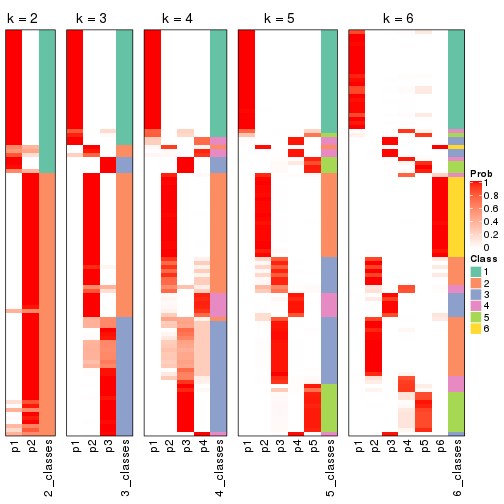 k = 2
k = 3
k = 4
k = 5
k = 6
p1
p2
2_classes
p1
p2
p3
3_classes
p1
p2
p3
p4
4_classes
p1
p2
p3
p4
p5
5_classes
p1
p2
p3
p4
p5
p6
6_classes
Prob
1
0.8
0.6
0.4
0.2
0
Class
1
2
3
4
5
6